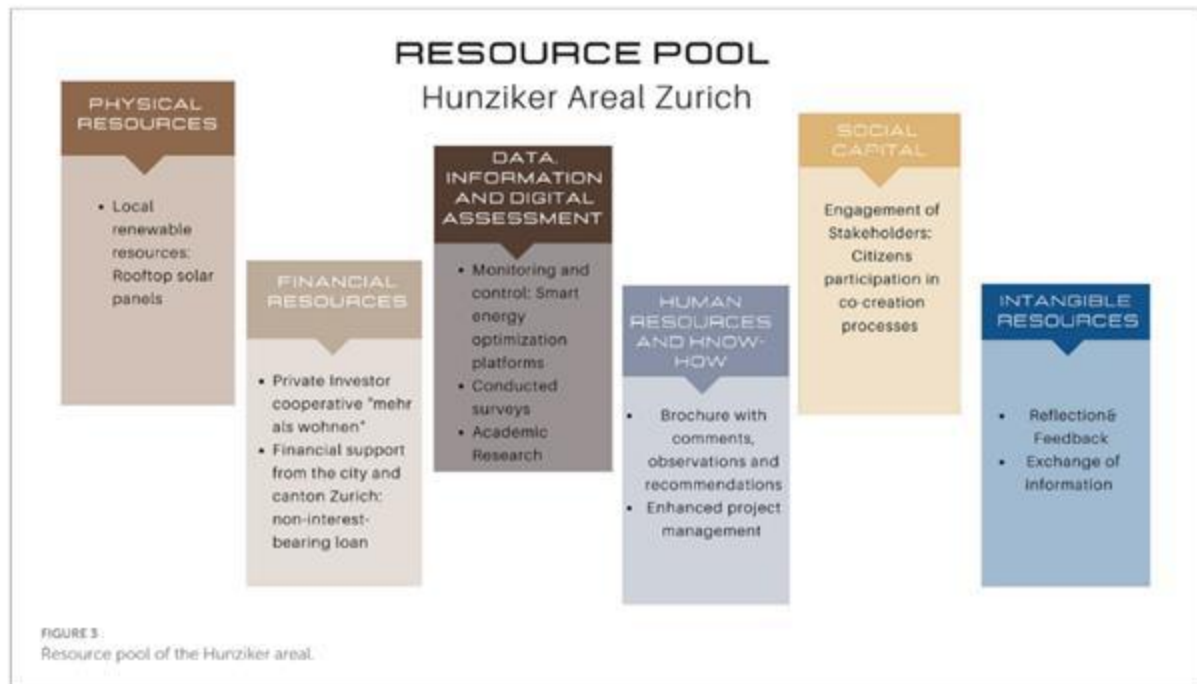 RESOURCE POOL
Hunziker Areal Zurich
PHYSICAL
RESOURCES
• Local
renewable
resources:
Rooftop solar
panels
FINANCIAL
RESOURCES
• Private Investor
cooperative "mehr
als wohnen"
• Financial support
from the city and
canton Zurich:
non-interest-
bearing loan
DATA,
INFORMATION
AND DIGITAL
ASSESSMENT
• Monitoring and
control: Smart
energy
optimization
platforms
• Conducted
surveys
• Academic
Research
HUMAN
RESOURCES
AND KNOW-
HOW
• Brochure with
comments,
observations and
recommendations
• Enhanced project
management
SOCIAL
CAPITAL
Engagement of
Stakeholders:
Citizens
participation in
co-creation
processes
INTANGIBLE
RESOURCES
• Reflection&
Feedback
• Exchange of
Information
FIGURE 3
Resource pool of the Hunziker areal.